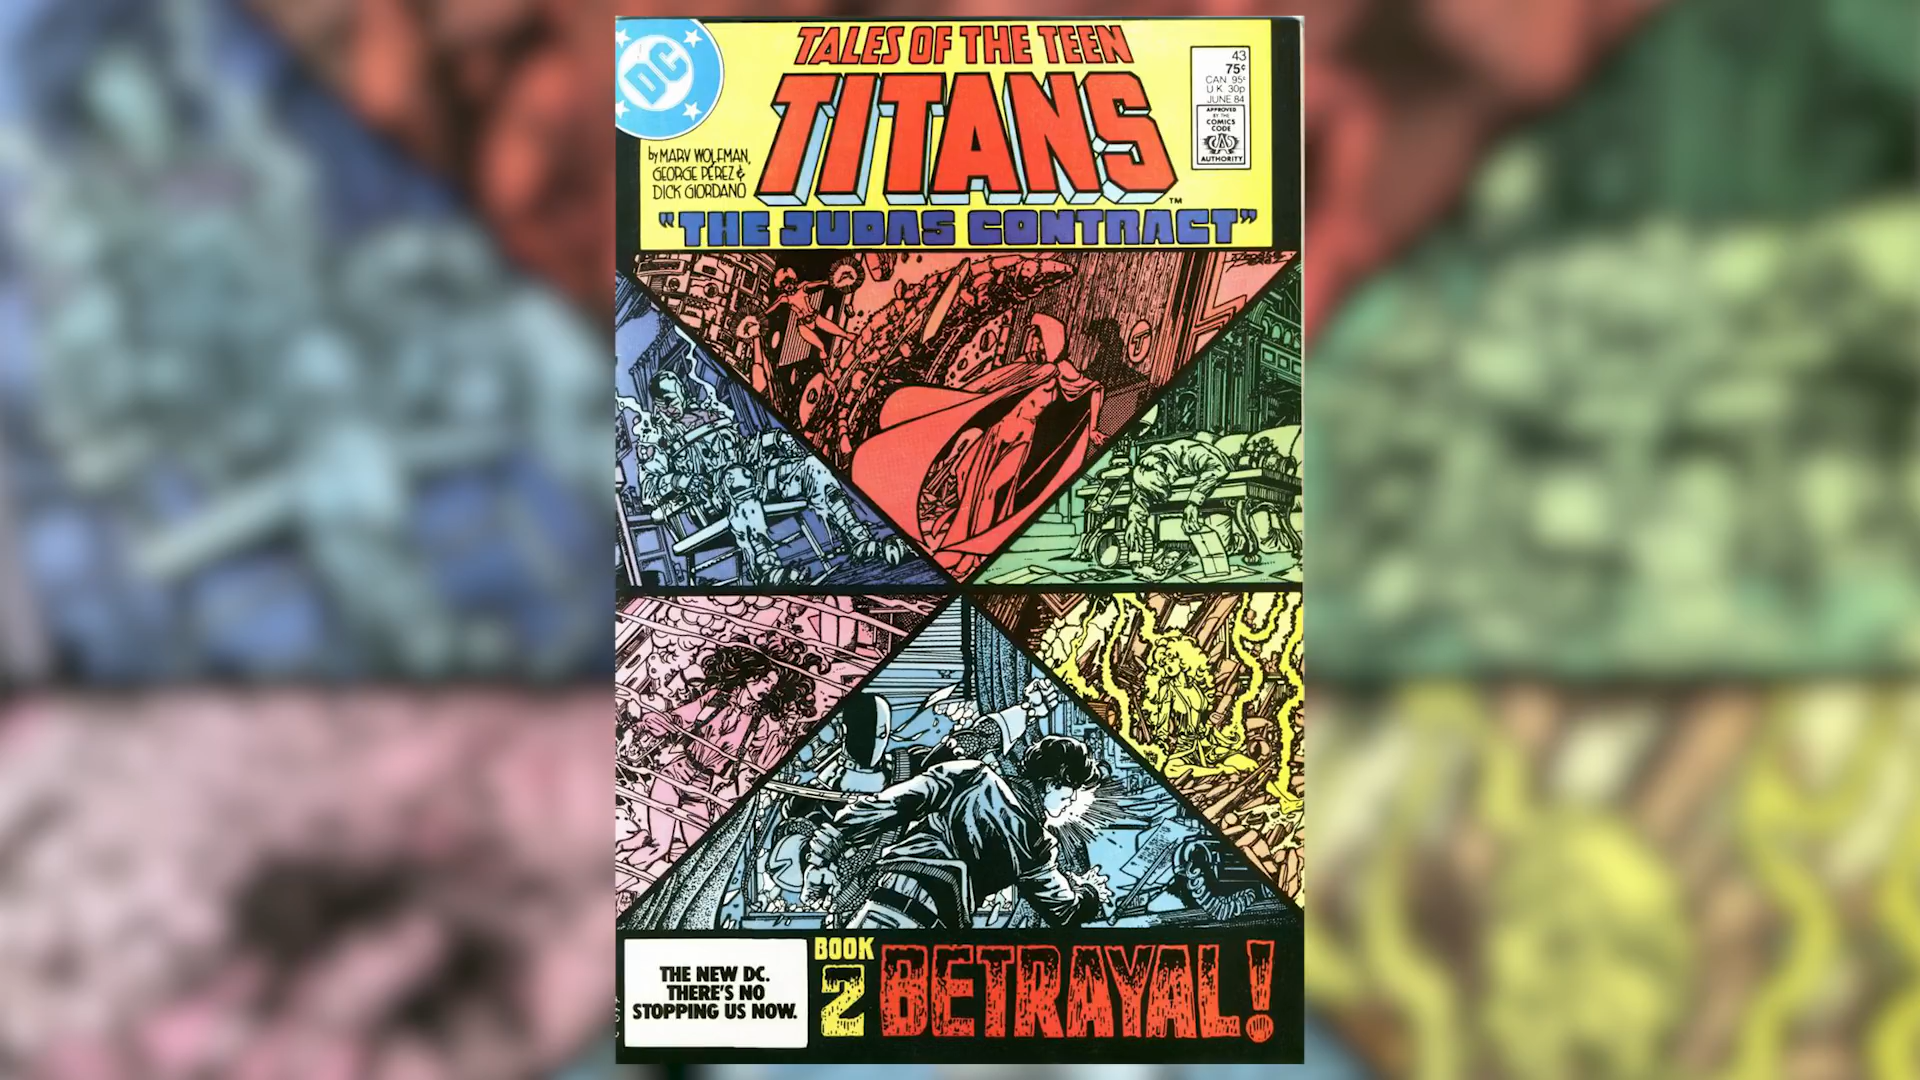 DC
TALES OF THE TEEN
TITANS
TM
"THE JUDAS CONTRACT"
by MARV WOLFMAN,
GEORGE PÉREZ &
DICK GIORDANO
43
75¢
CAN. 95¢
U.K. 30p
JUNE 84
APPROVED
BY THE
COMICS
CODE
AUTHORITY
THE NEW DC.
THERE'S NO
STOPPING US NOW.
BOOK
2
BETRAYAL!